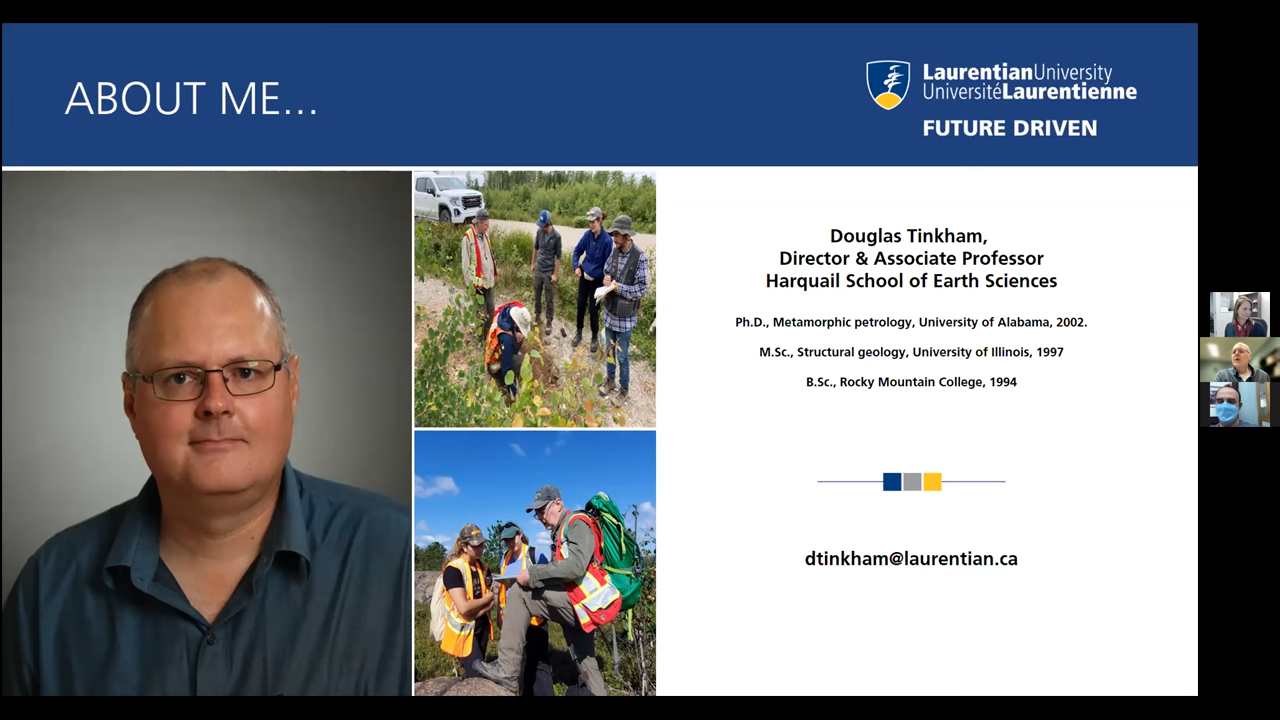 ABOUT ME...
LaurentianUniversity
UniversitéLaurentienne
FUTURE DRIVEN
Douglas Tinkham,
Director & Associate Professor
Harquail School of Earth Sciences
Ph.D., Metamorphic petrology, University of Alabama, 2002.
M.Sc., Structural geology, University of Illinois, 1997
B.Sc., Rocky Mountain College, 1994
dtinkham@laurentian.ca